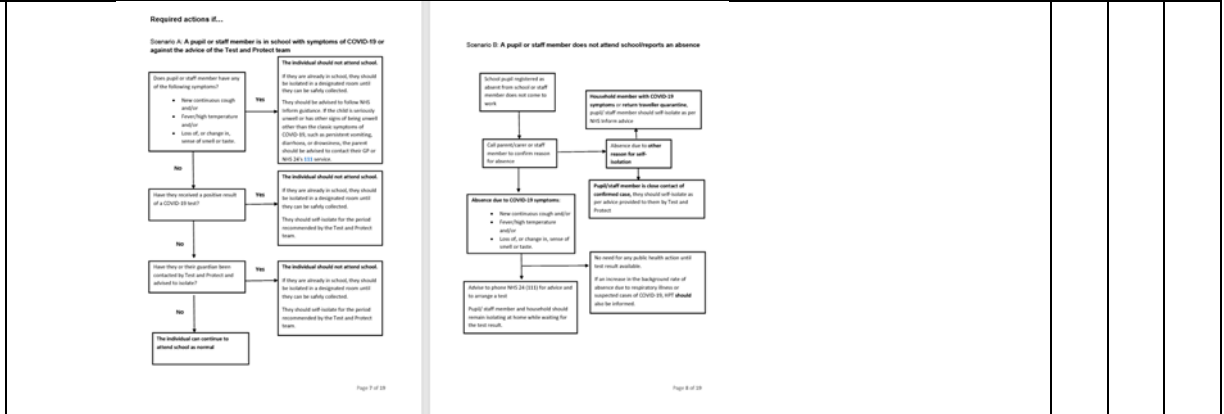 Required actions if...
Scenario A: A pupil or staff member is in school with symptoms of COVID-19 or
against the advice of the Test and Protect team
Does pupil or staff member have any
of the following symptoms?
• New continuous cough
and/or
• Fever/high temperature
and/or
• Loss of, or change in,
sense of smell or taste.
Yes
The individual should not attend school.
If they are already in school, they should
be isolated in a designated room until
they can be safely collected.
They should be advised to follow NHS
Inform guidance. If the child is seriously
unwell or has other signs of being unwell
other than the classic symptoms of
COVID-19, such as persistent vomiting,
diarrhoea, or drowsiness, the parent
should be advised to contact their GP or
NHS 24's 111 service.
No
Have they received a positive result
of a COVID-19 test?
Yes
The individual should not attend school.
If they are already in school, they should
be isolated in a designated room until
they can be safely collected.
They should self-isolate for the period
recommended by the Test and Protect
team.
No
Have they or their guardian been
contacted by Test and Protect and
advised to isolate?
Yes
The individual should not attend school.
If they are already in school, they should
be isolated in a designated room until
they can be safely collected.
They should self-isolate for the period
recommended by the Test and Protect
team.
No
The individual can continue to
attend school as normal
Page 7 of 19
Scenario B: A pupil or staff member does not attend school/reports an absence
School pupil registered as
absent from school or staff
member does not come to
work
Call parent/carer or staff
member to confirm reason
for absence
Household member with COVID-19
symptoms or return traveller quarantine,
pupil/ staff member should self-isolate as per
NHS Inform advice
Absence due to other
reason for self-
isolation
Pupil/staff member is close contact of
confirmed case, they should self-isolate as
per advice provided to them by Test and
Protect
Absence due to COVID-19 symptoms:
• New continuous cough and/or
• Fever/high temperature
and/or
• Loss of, or change in, sense of
smell or taste.
No need for any public health action until
test result available.
If an increase in the background rate of
absence due to respiratory illness or
suspected cases of COVID-19, HPT should
also be informed.
Advise to phone NHS 24 (111) for advice and
to arrange a test
Pupil/ staff member and household should
remain isolating at home while waiting for
the test result.
Page 8 of 19